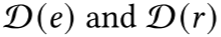 𝒟(e) and 𝒟(r)